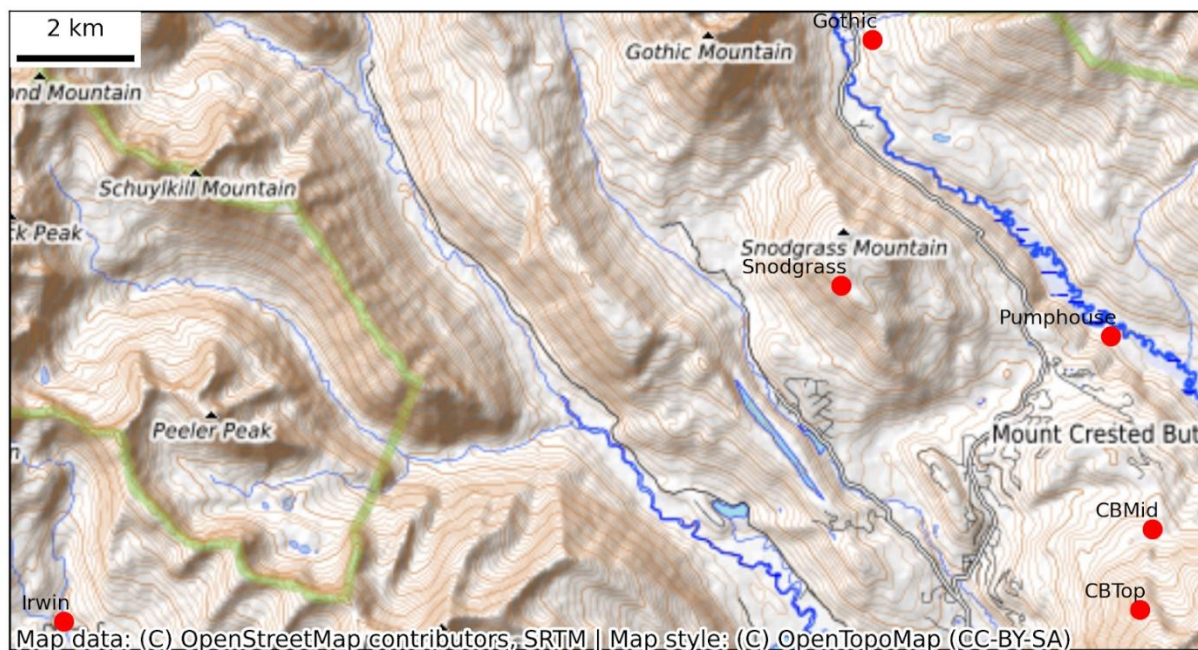 2 km
Gothic
Gothic Mountain
nd Mountain
Schuylkill Mountain
k Peak
Snodgrass Mountain
Snodgrass
Pumphouse
Peeler Peak
Mount Crested But
n
CBMid
CBTop
Irwin
Map data: (C) OpenStreetMap contributors, SRTM | Map style: (C) OpenTopoMap (CC-BY-SA)